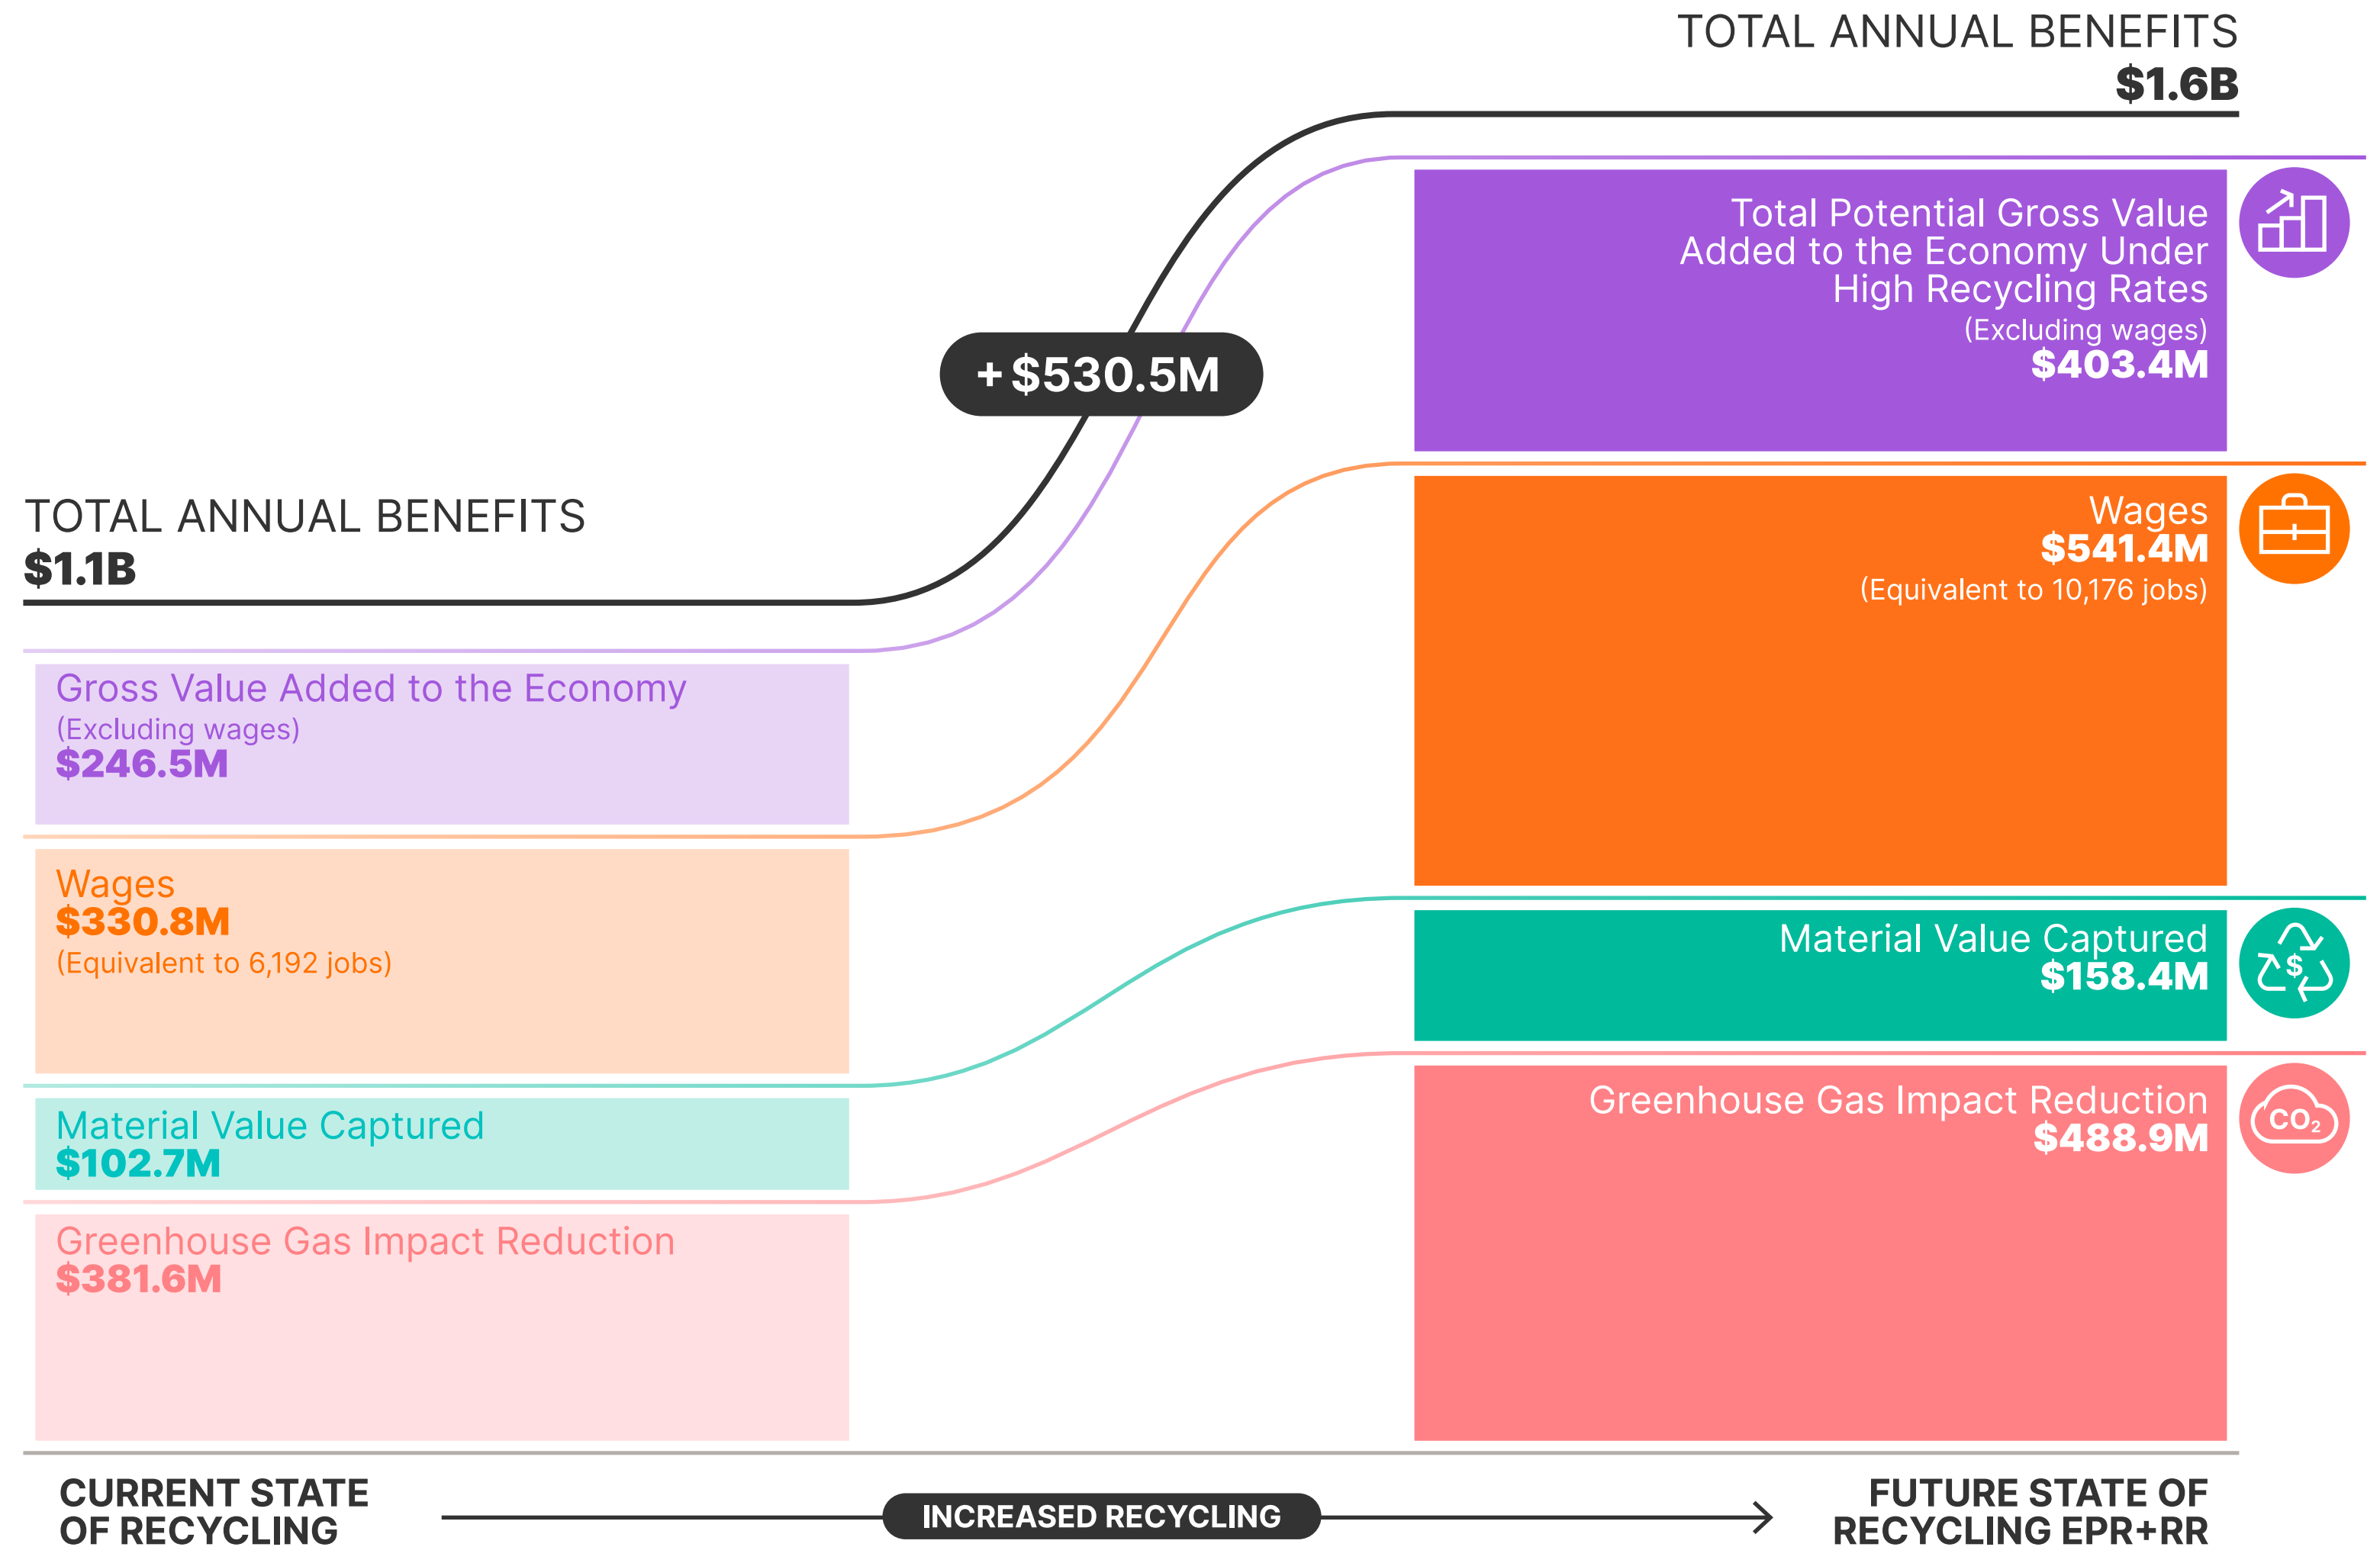 TOTAL ANNUAL BENEFITS
$1.6B
Total Potential Gross Value
Added to the Economy Under
High Recycling Rates
(Excluding wages)
$403.4M
+ $530.5M
TOTAL ANNUAL BENEFITS
$1.1B
Wages
$541.4M
(Equivalent to 10,176 jobs)
Gross Value Added to the Economy
(Excluding wages)
$246.5M
Wages
$330.8M
(Equivalent to 6,192 jobs)
Material Value Captured
$158.4M
$
Material Value Captured
$102.7M
Greenhouse Gas Impact Reduction
$488.9M
CO₂
Greenhouse Gas Impact Reduction
$381.6M
CURRENT STATE
OF RECYCLING
INCREASED RECYCLING
FUTURE STATE OF
RECYCLING EPR+RR